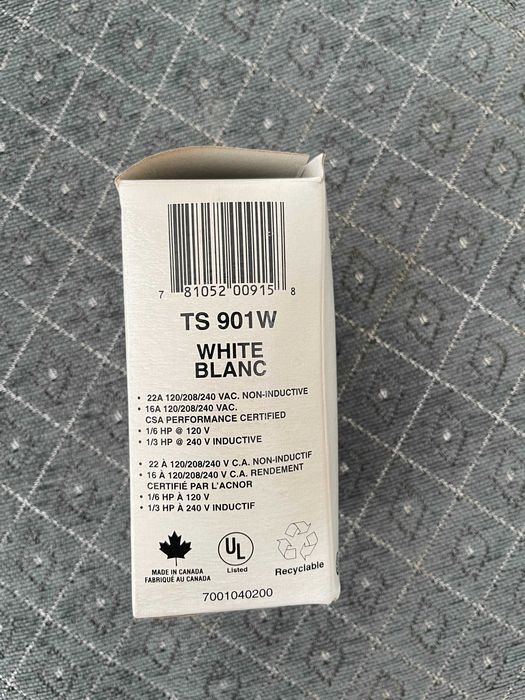 7 81052 00915 8
TS 901W
WHITE
BLANC
• 22A 120/208/240 VAC. NON-INDUCTIVE
• 16A 120/208/240 VAC.
CSA PERFORMANCE CERTIFIED
• 1/6 HP @ 120 V
• 1/3 HP @ 240 V INDUCTIVE
• 22 À 120/208/240 V C.A. NON-INDUCTIF
• 16 À 120/208/240 V C.A. RENDEMENT
CERTIFIÉ PAR L'ACNOR
• 1/6 HP À 120 V
• 1/3 HP À 240 V INDUCTIF
MADE IN CANADA
FABRIQUÉ AU CANADA
UL
Listed
Recyclable
7001040200